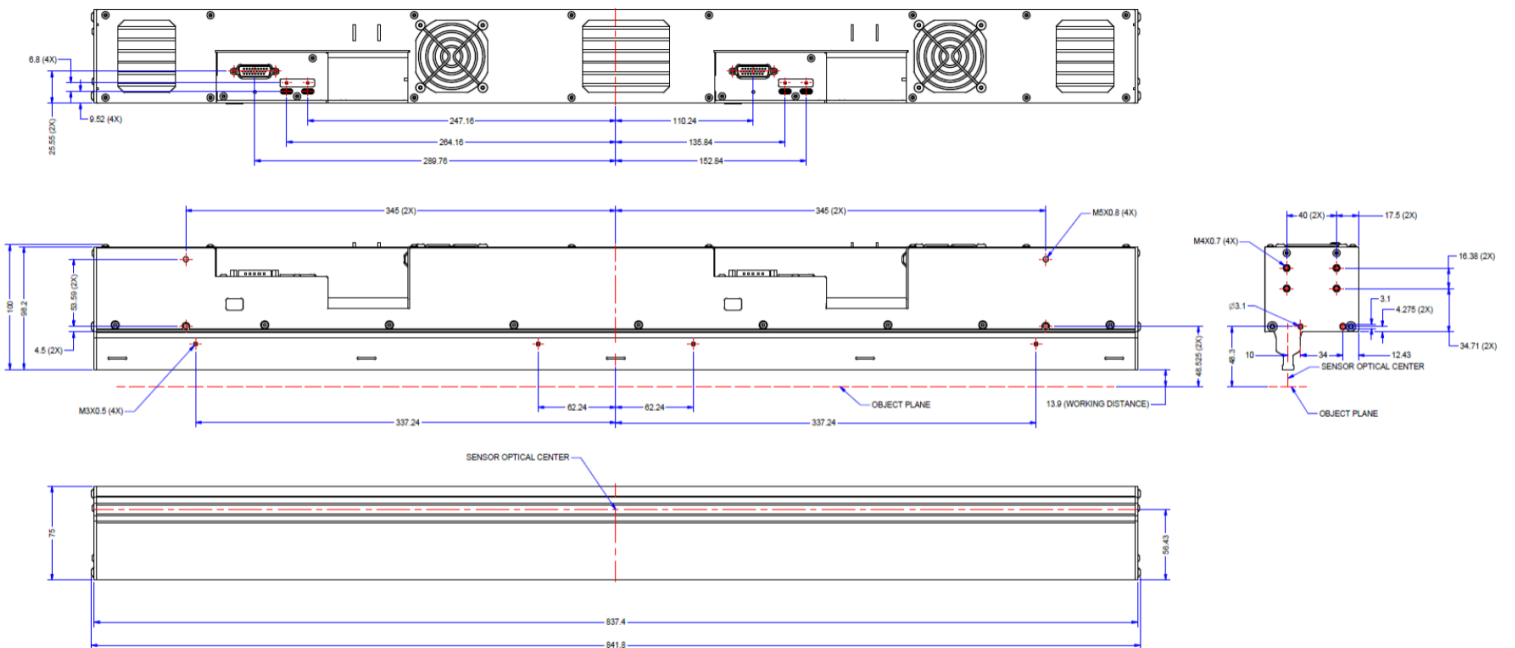 6.8 (4X)
25.55 (2X)
9.52 (4X)
247.16
110.24
264.16
135.84
289.76
152.84
345 (2X)
345 (2X)
M5X0.8 (4X)
100
98.2
53.59 (2X)
4.5 (2X)
M3X0.5 (4X)
62.24
62.24
337.24
337.24
OBJECT PLANE
48.525 (2X)
13.9 (WORKING DISTANCE)
40 (2X)
17.5 (2X)
M4X0.7 (4X)
16.38 (2X)
Ø3.1
3.1
4.275 (2X)
34.71 (2X)
48.3
10
34
12.43
SENSOR OPTICAL CENTER
OBJECT PLANE
SENSOR OPTICAL CENTER
75
56.43
837.4
841.8